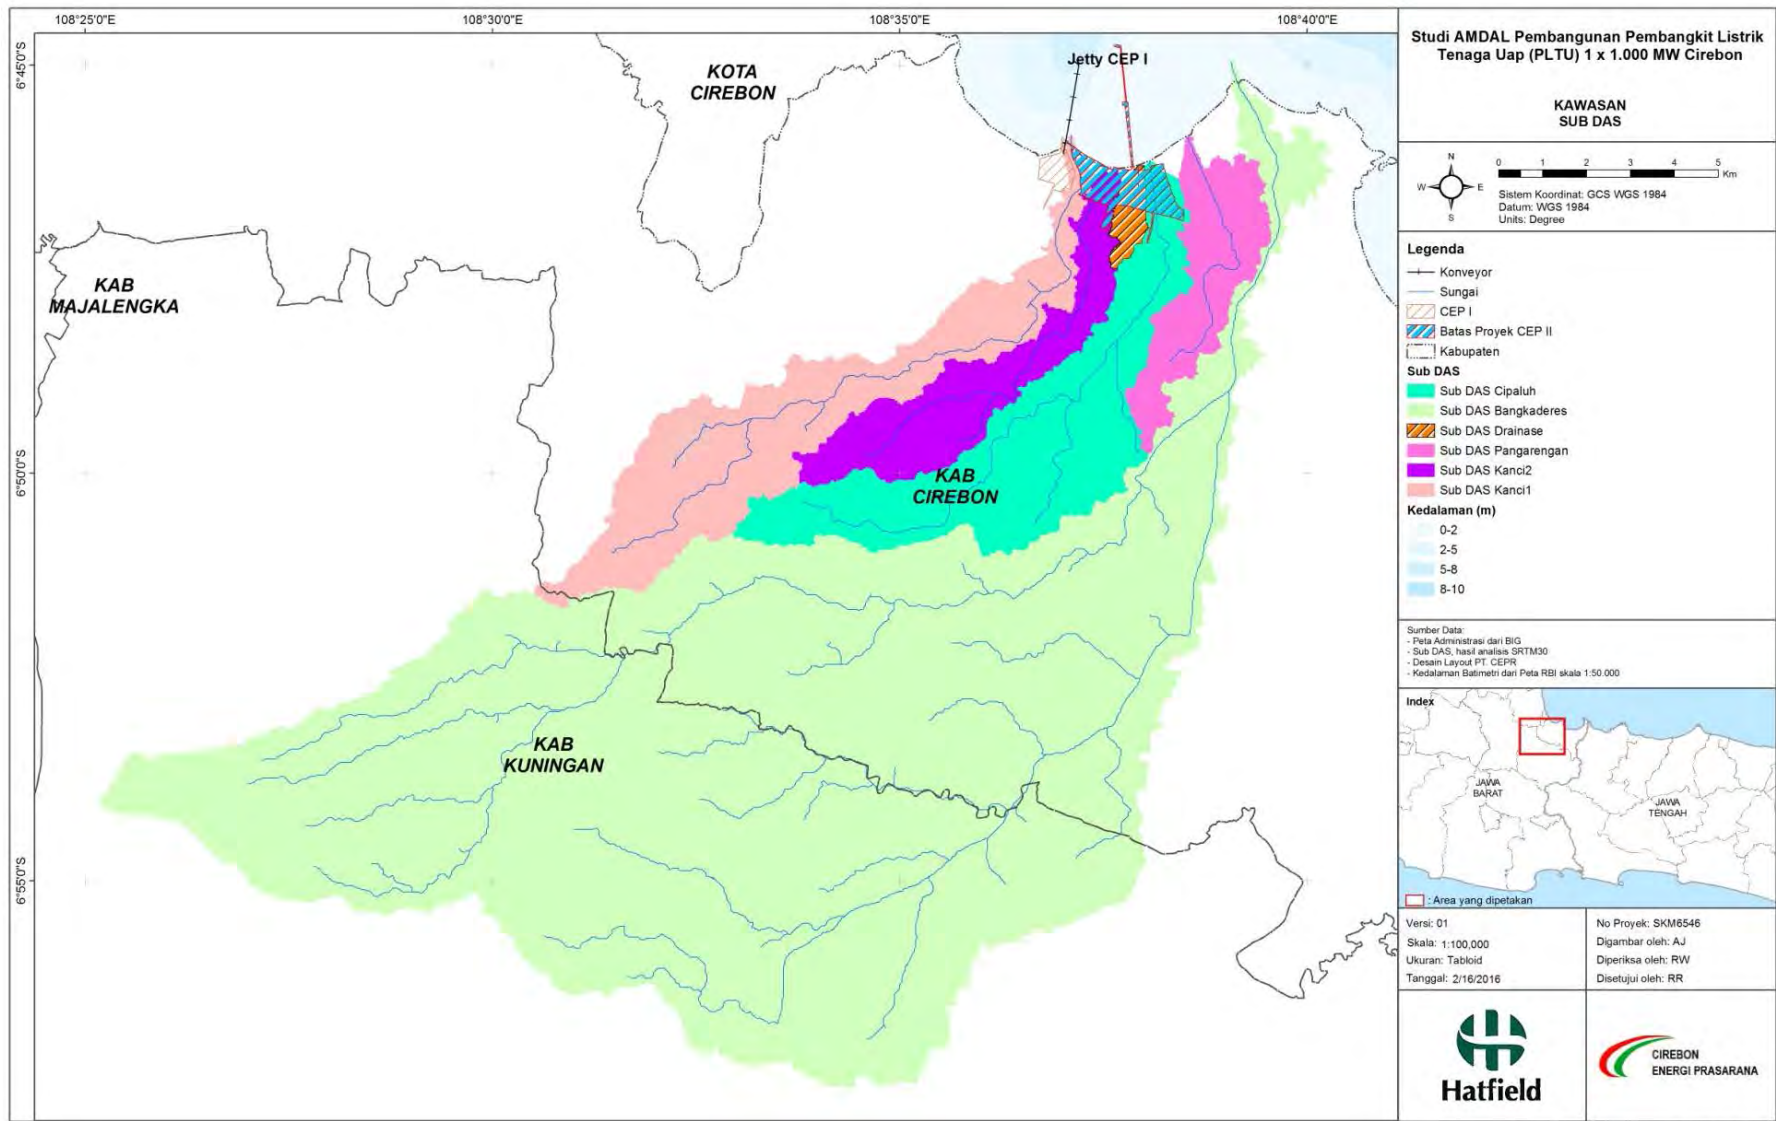 108°25'0"E
108°30'0"E
108°35'0"E
108°40'0"E
6°45'0"S
6°50'0"S
6°55'0"S
Jetty CEP I
KOTA
CIREBON
KAB
MAJALENGKA
KAB
CIREBON
KAB
KUNINGAN
Studi AMDAL Pembangunan Pembangkit Listrik
Tenaga Uap (PLTU) 1 x 1.000 MW Cirebon
KAWASAN
SUB DAS
N
W E
S
0 1 2 3 4 5
Km
Sistem Koordinat: GCS WGS 1984
Datum: WGS 1984
Units: Degree
Legenda
Konveyor
Sungai
CEP I
Batas Proyek CEP II
Kabupaten
Sub DAS
Sub DAS Cipaluh
Sub DAS Bangkaderes
Sub DAS Drainase
Sub DAS Pangarengan
Sub DAS Kanci2
Sub DAS Kanci1
Kedalaman (m)
0-2
2-5
5-8
8-10
Sumber Data:
- Peta Administrasi dari BIG
- Sub DAS, hasil analisis SRTM30
- Desain Layout PT. CEPR
- Kedalaman Batimetri dari Peta RBI skala 1:50.000
Index
JAWA
BARAT
JAWA
TENGAH
: Area yang dipetakan
Versi: 01
Skala: 1:100,000
Ukuran: Tabloid
Tanggal: 2/16/2016
No Proyek: SKM6546
Digambar oleh: AJ
Diperiksa oleh: RW
Disetujui oleh: RR
Hatfield
CIREBON
ENERGI PRASARANA